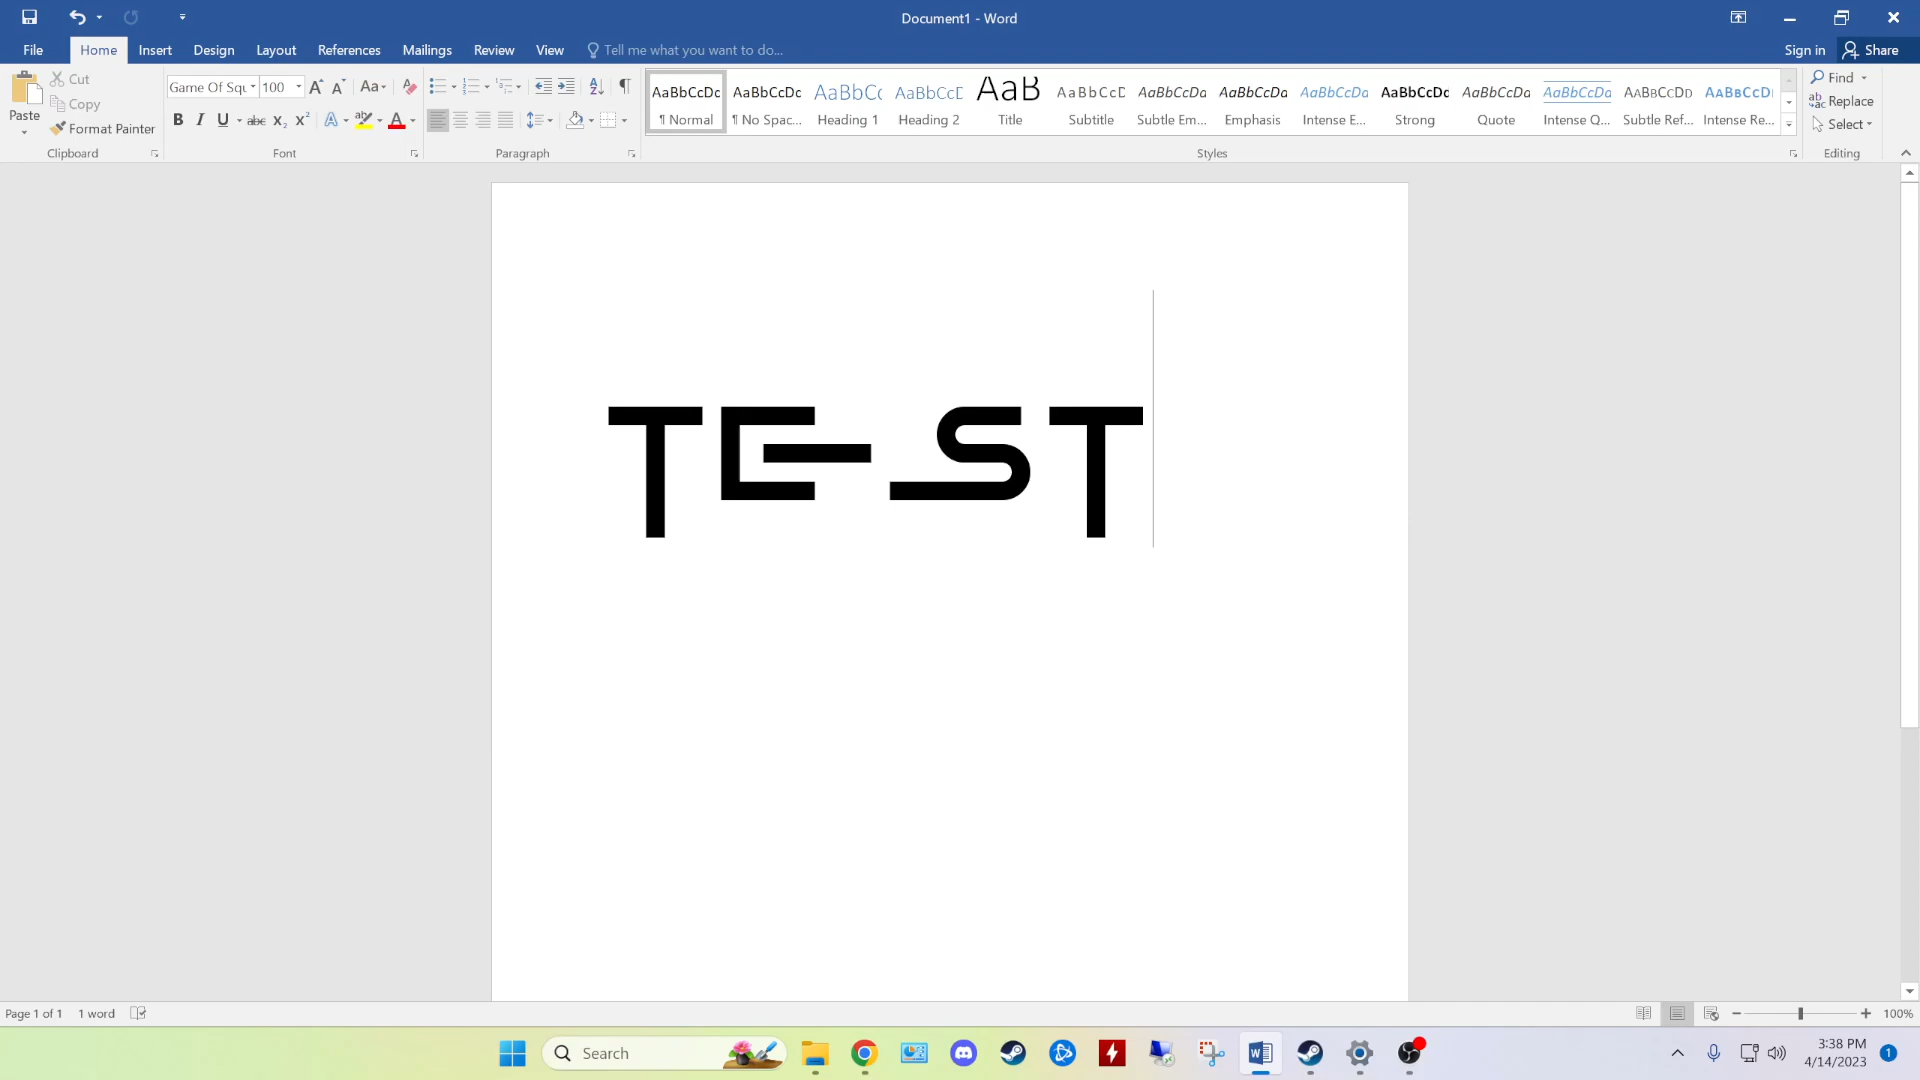 Document1 - Word
File Home Insert Design Layout References Mailings Review View Tell me what you want to do... Sign in Share
Paste
Cut
Copy
Format Painter
Clipboard
Game Of Squ 100
Aa
B I U abc X₂ X² A ab A
Font
A Z ¶
Paragraph
AaBbCcDc AaBbCcDc AaBbCc AaBbCcD AaB AaBbCcD AaBbCcDa AaBbCcDa AaBbCcDa AaBbCcDc AaBbCcDa AaBbCcDa AaBbCcDD AaBbCcDD
¶ Normal ¶ No Spac... Heading 1 Heading 2 Title Subtitle Subtle Em... Emphasis Intense E... Strong Quote Intense Q... Subtle Ref... Intense Re...
Styles
Find
Replace
Select
Editing
TEST
Page 1 of 1 1 word 100%
Search
3:38 PM
4/14/2023
1